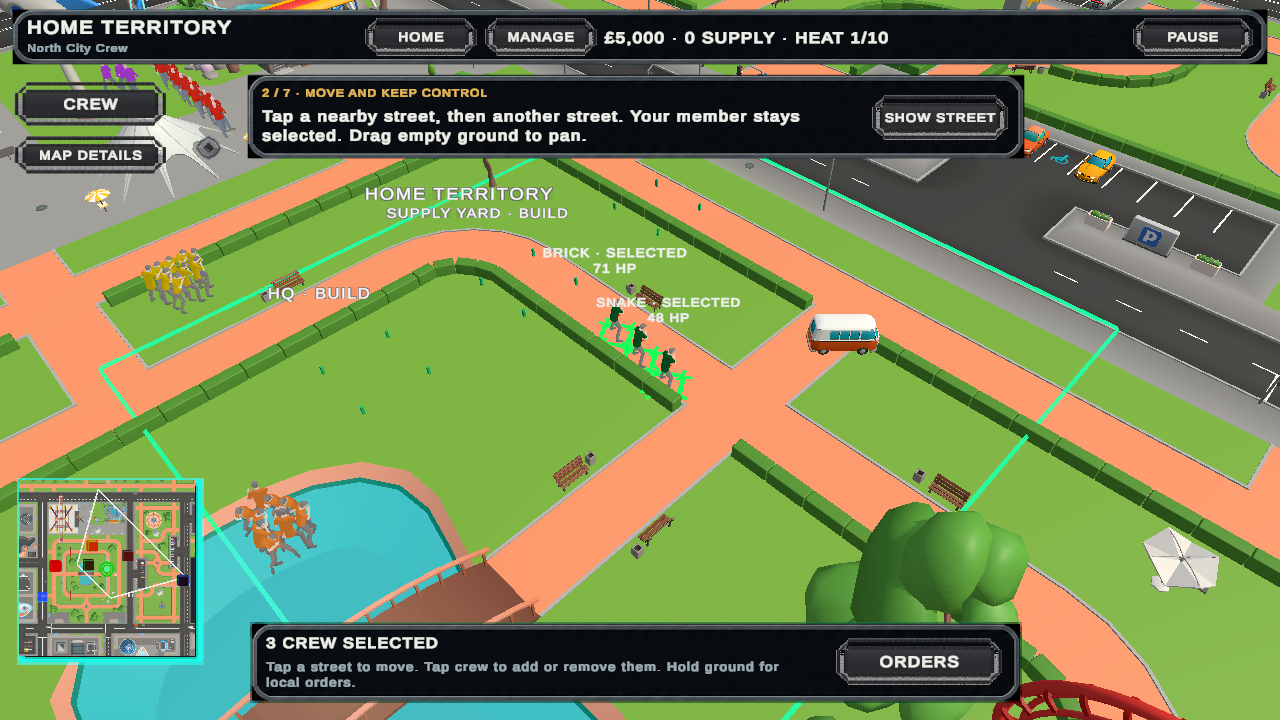 HOME TERRITORY
North City Crew
HOME
MANAGE
£5,000 · 0 SUPPLY · HEAT 1/10
PAUSE
CREW
MAP DETAILS
2 / 7 · MOVE AND KEEP CONTROL
Tap a nearby street, then another street. Your member stays
selected. Drag empty ground to pan.
SHOW STREET
HOME TERRITORY
SUPPLY YARD · BUILD
BRICK · SELECTED
71 HP
HQ · BUILD
SNAKE · SELECTED
48 HP
P
3 CREW SELECTED
Tap a street to move. Tap crew to add or remove them. Hold ground for
local orders.
ORDERS